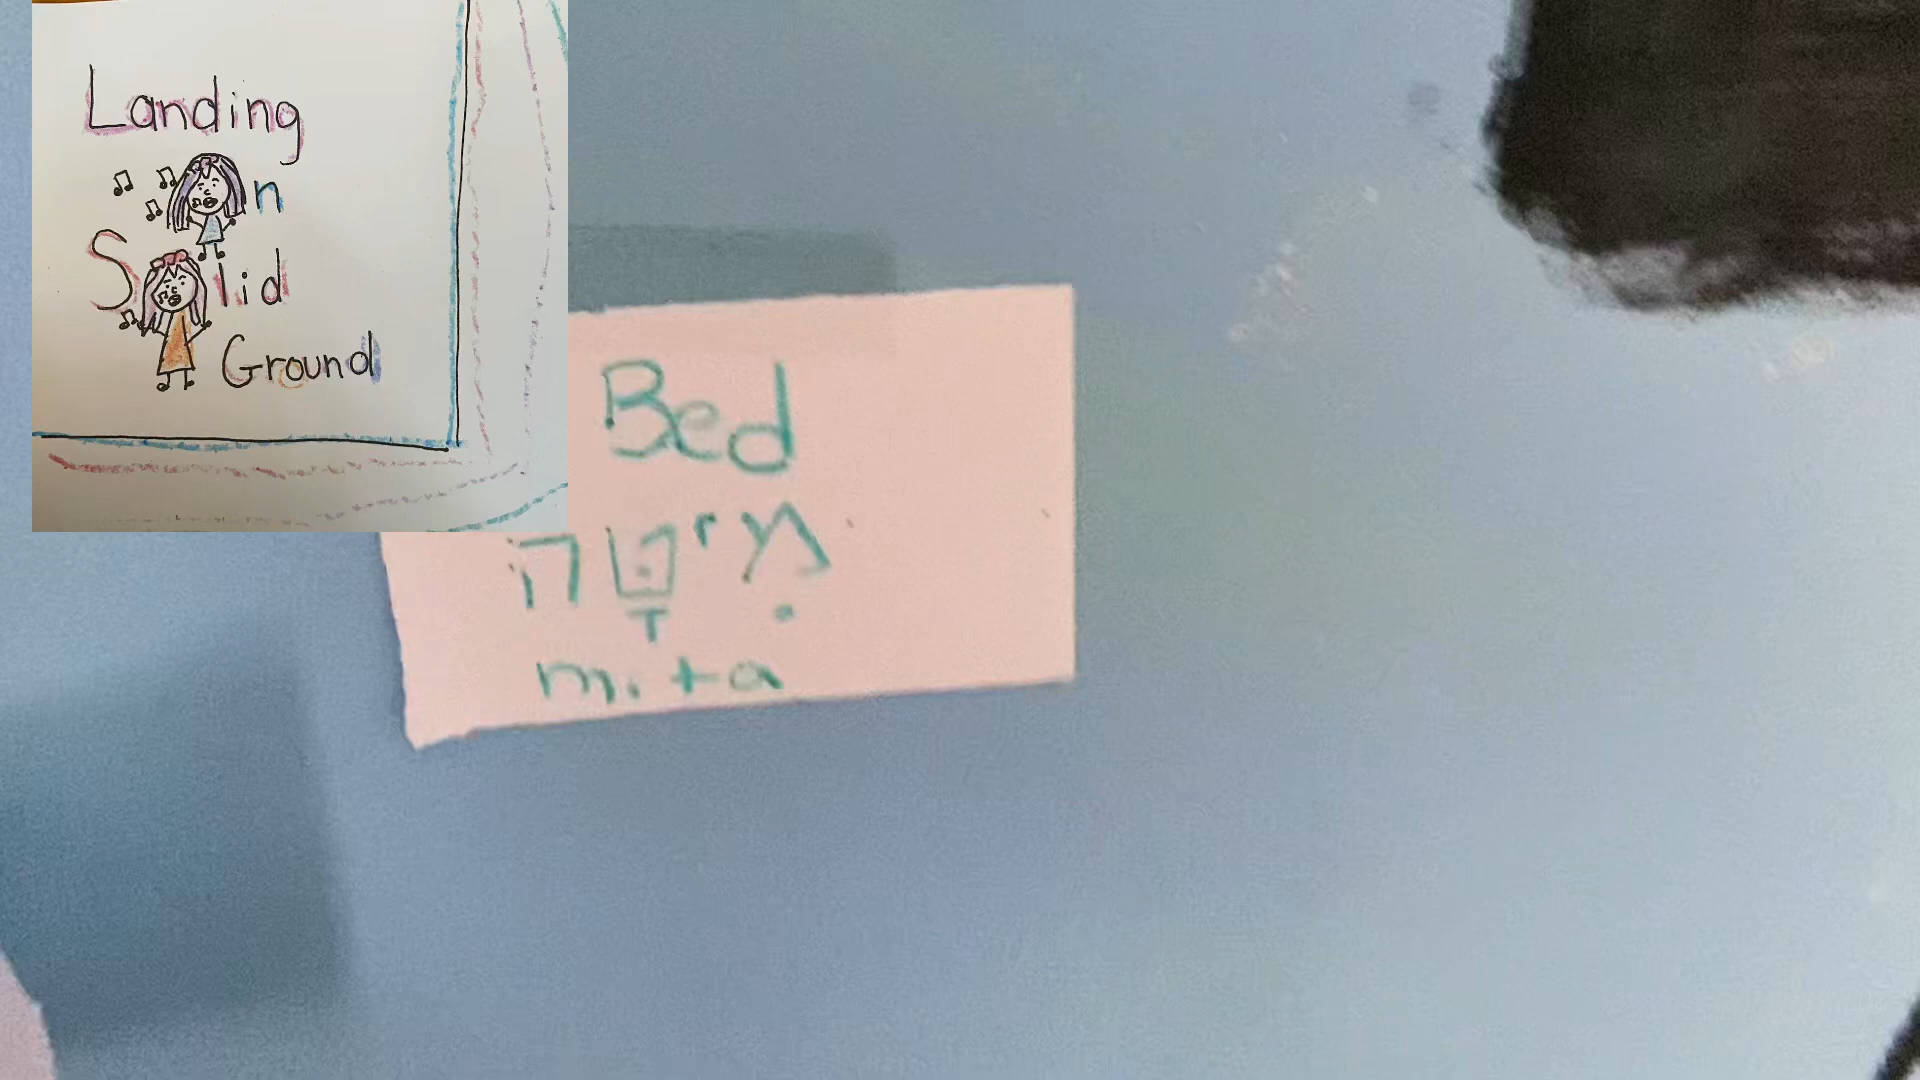 Landing
On
Solid
Ground
Bed
מִיטָה
mita